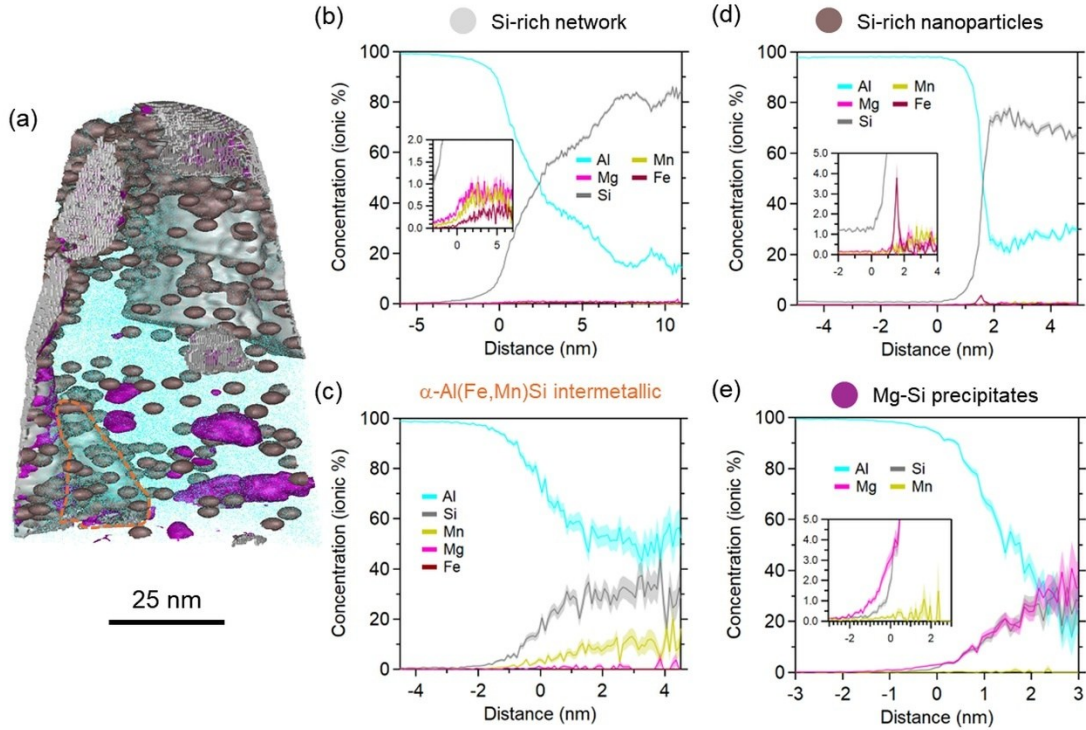 (a)
25 nm
(b)
Si-rich network
Concentration (ionic %)
100
80
60
40
20
0
-5
0
5
10
Distance (nm)
Al
Mg
Si
Mn
Fe
2.0
1.5
1.0
0.5
0.0
0
5
(c)
α-Al(Fe,Mn)Si intermetallic
Concentration (ionic %)
100
80
60
40
20
0
-4
-2
0
2
4
Distance (nm)
Al
Si
Mn
Mg
Fe
(d)
Si-rich nanoparticles
Concentration (ionic %)
100
80
60
40
20
0
-4
-2
0
2
4
Distance (nm)
Al
Mg
Si
Mn
Fe
5.0
4.0
3.0
2.0
1.0
0.0
-2
0
2
4
(e)
Mg-Si precipitates
Concentration (ionic %)
100
80
60
40
20
0
-3
-2
-1
0
1
2
3
Distance (nm)
Al
Mg
Si
Mn
5.0
4.0
3.0
2.0
1.0
0.0
-2
0
2